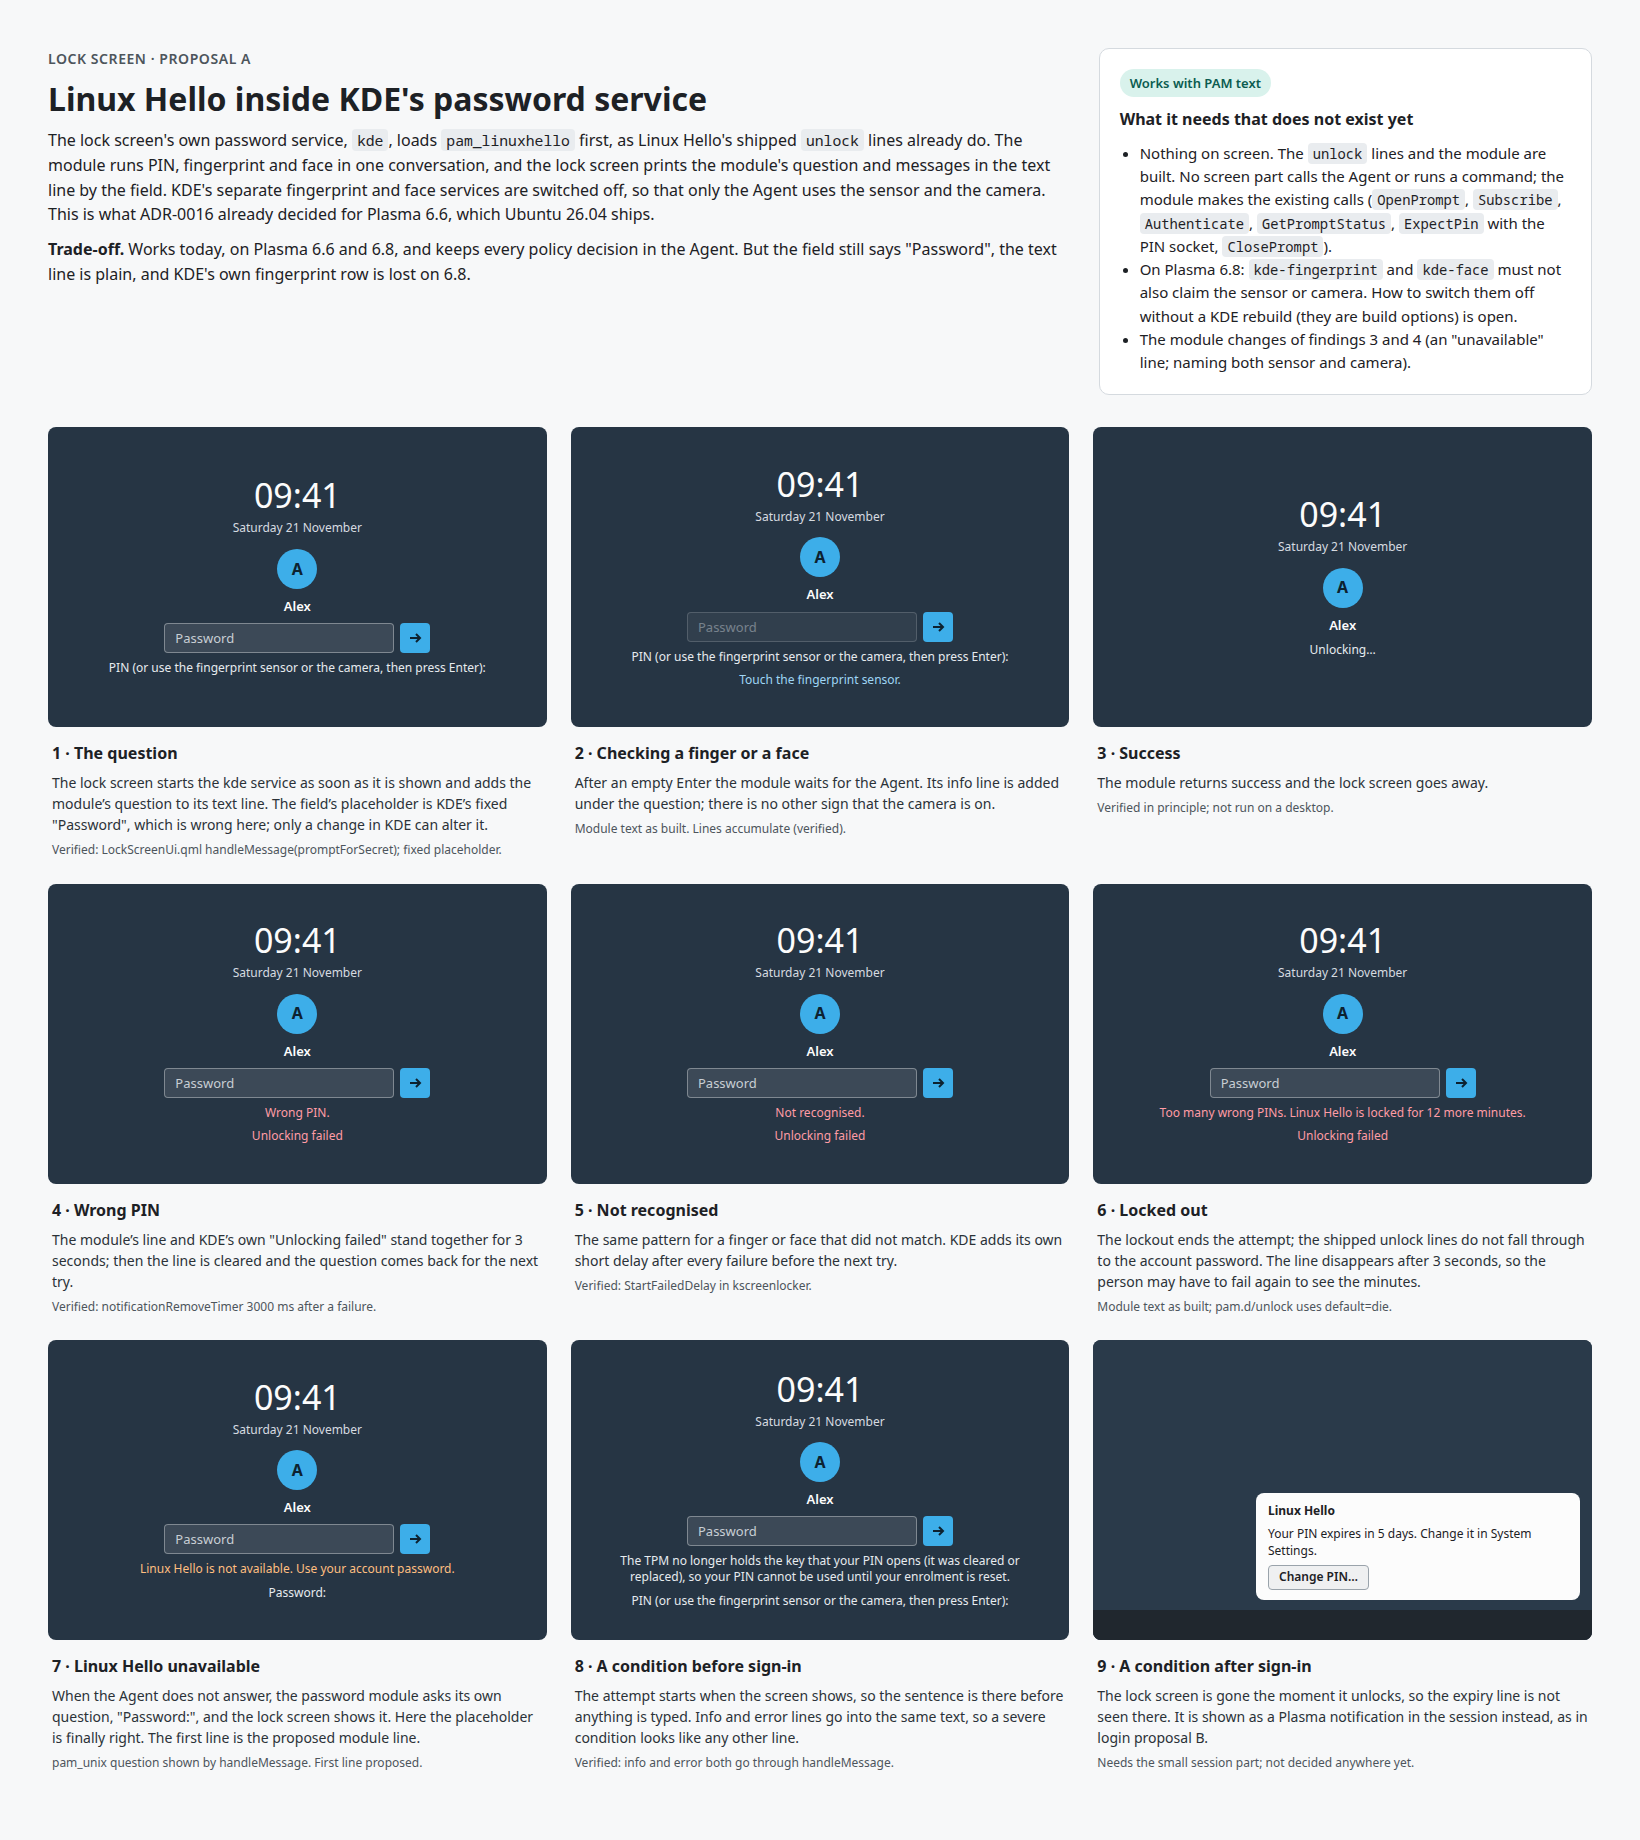 LOCK SCREEN · PROPOSAL A
Linux Hello inside KDE's password service
The lock screen's own password service, kde, loads pam_linuxhello first, as Linux Hello's shipped unlock lines already do. The
module runs PIN, fingerprint and face in one conversation, and the lock screen prints the module's question and messages in the text
line by the field. KDE's separate fingerprint and face services are switched off, so that only the Agent uses the sensor and the camera.
This is what ADR-0016 already decided for Plasma 6.6, which Ubuntu 26.04 ships.
Trade-off. Works today, on Plasma 6.6 and 6.8, and keeps every policy decision in the Agent. But the field still says "Password", the text
line is plain, and KDE's own fingerprint row is lost on 6.8.
Works with PAM text
What it needs that does not exist yet
• Nothing on screen. The unlock lines and the module are
built. No screen part calls the Agent or runs a command; the
module makes the existing calls (OpenPrompt, Subscribe,
Authenticate, GetPromptStatus, ExpectPin with the
PIN socket, ClosePrompt).
• On Plasma 6.8: kde-fingerprint and kde-face must not
also claim the sensor or camera. How to switch them off
without a KDE rebuild (they are build options) is open.
• The module changes of findings 3 and 4 (an "unavailable"
line; naming both sensor and camera).
09:41
Saturday 21 November
A
Alex
Password
PIN (or use the fingerprint sensor or the camera, then press Enter):
1 · The question
The lock screen starts the kde service as soon as it is shown and adds the
module’s question to its text line. The field’s placeholder is KDE’s fixed
"Password", which is wrong here; only a change in KDE can alter it.
Verified: LockScreenUi.qml handleMessage(promptForSecret); fixed placeholder.
09:41
Saturday 21 November
A
Alex
Password
PIN (or use the fingerprint sensor or the camera, then press Enter):
Touch the fingerprint sensor.
2 · Checking a finger or a face
After an empty Enter the module waits for the Agent. Its info line is added
under the question; there is no other sign that the camera is on.
Module text as built. Lines accumulate (verified).
09:41
Saturday 21 November
A
Alex
Unlocking...
3 · Success
The module returns success and the lock screen goes away.
Verified in principle; not run on a desktop.
09:41
Saturday 21 November
A
Alex
Password
Wrong PIN.
Unlocking failed
4 · Wrong PIN
The module’s line and KDE’s own "Unlocking failed" stand together for 3
seconds; then the line is cleared and the question comes back for the next
try.
Verified: notificationRemoveTimer 3000 ms after a failure.
09:41
Saturday 21 November
A
Alex
Password
Not recognised.
Unlocking failed
5 · Not recognised
The same pattern for a finger or face that did not match. KDE adds its own
short delay after every failure before the next try.
Verified: StartFailedDelay in kscreenlocker.
09:41
Saturday 21 November
A
Alex
Password
Too many wrong PINs. Linux Hello is locked for 12 more minutes.
Unlocking failed
6 · Locked out
The lockout ends the attempt; the shipped unlock lines do not fall through
to the account password. The line disappears after 3 seconds, so the
person may have to fail again to see the minutes.
Module text as built; pam.d/unlock uses default=die.
09:41
Saturday 21 November
A
Alex
Password
Linux Hello is not available. Use your account password.
Password:
7 · Linux Hello unavailable
When the Agent does not answer, the password module asks its own
question, "Password:", and the lock screen shows it. Here the placeholder
is finally right. The first line is the proposed module line.
pam_unix question shown by handleMessage. First line proposed.
09:41
Saturday 21 November
A
Alex
Password
The TPM no longer holds the key that your PIN opens (it was cleared or
replaced), so your PIN cannot be used until your enrolment is reset.
PIN (or use the fingerprint sensor or the camera, then press Enter):
8 · A condition before sign-in
The attempt starts when the screen shows, so the sentence is there before
anything is typed. Info and error lines go into the same text, so a severe
condition looks like any other line.
Verified: info and error both go through handleMessage.
Linux Hello
Your PIN expires in 5 days. Change it in System
Settings.
Change PIN...
9 · A condition after sign-in
The lock screen is gone the moment it unlocks, so the expiry line is not
seen there. It is shown as a Plasma notification in the session instead, as in
login proposal B.
Needs the small session part; not decided anywhere yet.